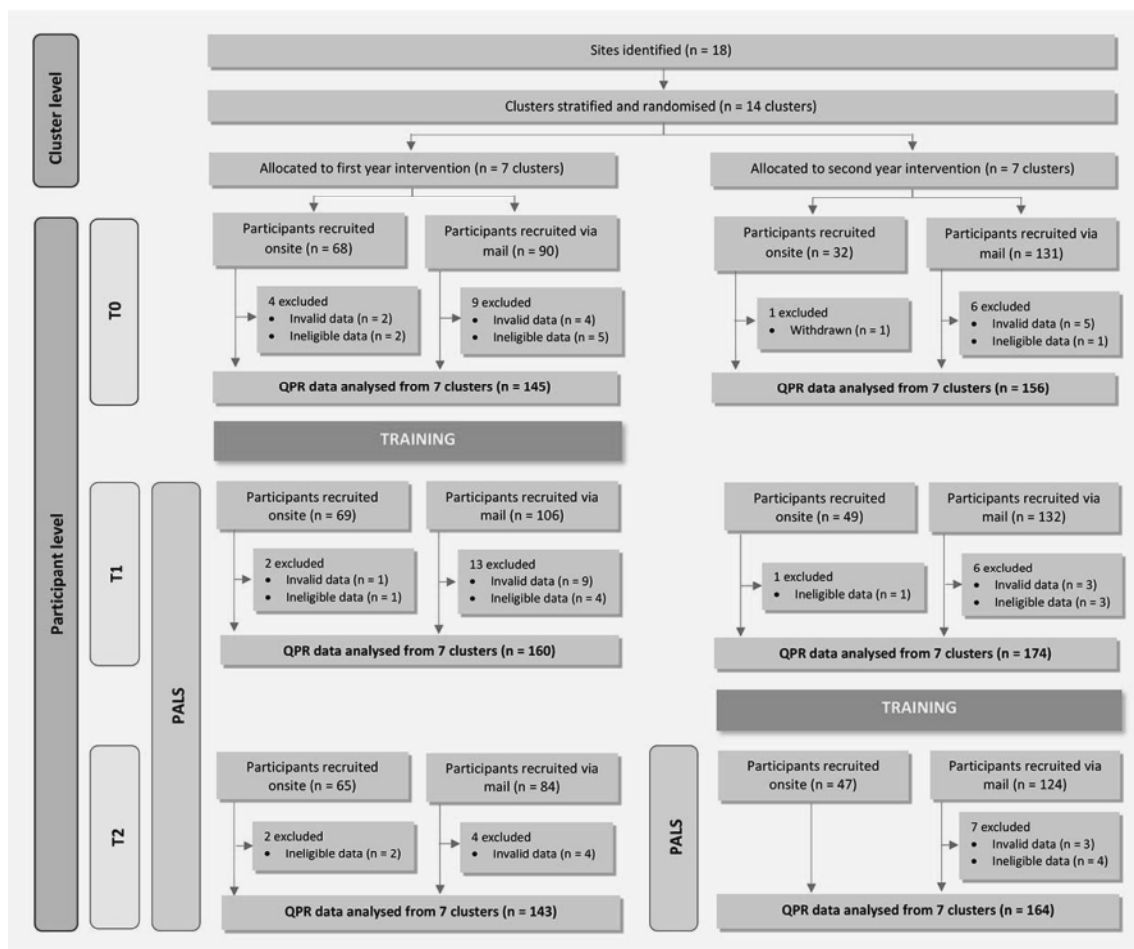 Cluster level
Sites identified (n = 18)
Clusters stratified and randomised (n = 14 clusters)
Allocated to first year intervention (n = 7 clusters)
Allocated to second year intervention (n = 7 clusters)
Participant level
T0
Participants recruited
onsite (n = 68)
Participants recruited via
mail (n = 90)
Participants recruited
onsite (n = 32)
Participants recruited via
mail (n = 131)
4 excluded
• Invalid data (n = 2)
• Ineligible data (n = 2)
9 excluded
• Invalid data (n = 4)
• Ineligible data (n = 5)
1 excluded
• Withdrawn (n = 1)
6 excluded
• Invalid data (n = 5)
• Ineligible data (n = 1)
QPR data analysed from 7 clusters (n = 145)
QPR data analysed from 7 clusters (n = 156)
TRAINING
T1
PALS
Participants recruited
onsite (n = 69)
Participants recruited via
mail (n = 106)
Participants recruited
onsite (n = 49)
Participants recruited via
mail (n = 132)
2 excluded
• Invalid data (n = 1)
• Ineligible data (n = 1)
13 excluded
• Invalid data (n = 9)
• Ineligible data (n = 4)
1 excluded
• Ineligible data (n = 1)
6 excluded
• Invalid data (n = 3)
• Ineligible data (n = 3)
QPR data analysed from 7 clusters (n = 160)
QPR data analysed from 7 clusters (n = 174)
TRAINING
T2
Participants recruited
onsite (n = 65)
Participants recruited via
mail (n = 84)
PALS
Participants recruited
onsite (n = 47)
Participants recruited via
mail (n = 124)
2 excluded
• Ineligible data (n = 2)
4 excluded
• Invalid data (n = 4)
7 excluded
• Invalid data (n = 3)
• Ineligible data (n = 4)
QPR data analysed from 7 clusters (n = 143)
QPR data analysed from 7 clusters (n = 164)